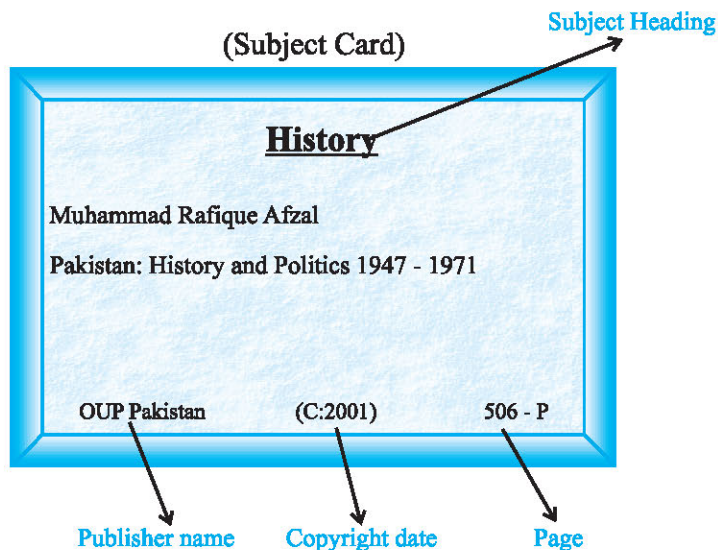 Subject Heading
(Subject Card)
History
Muhammad Rafique Afzal
Pakistan: History and Politics 1947 - 1971
OUP Pakistan (C:2001) 506 - P
Publisher name Copyright date Page